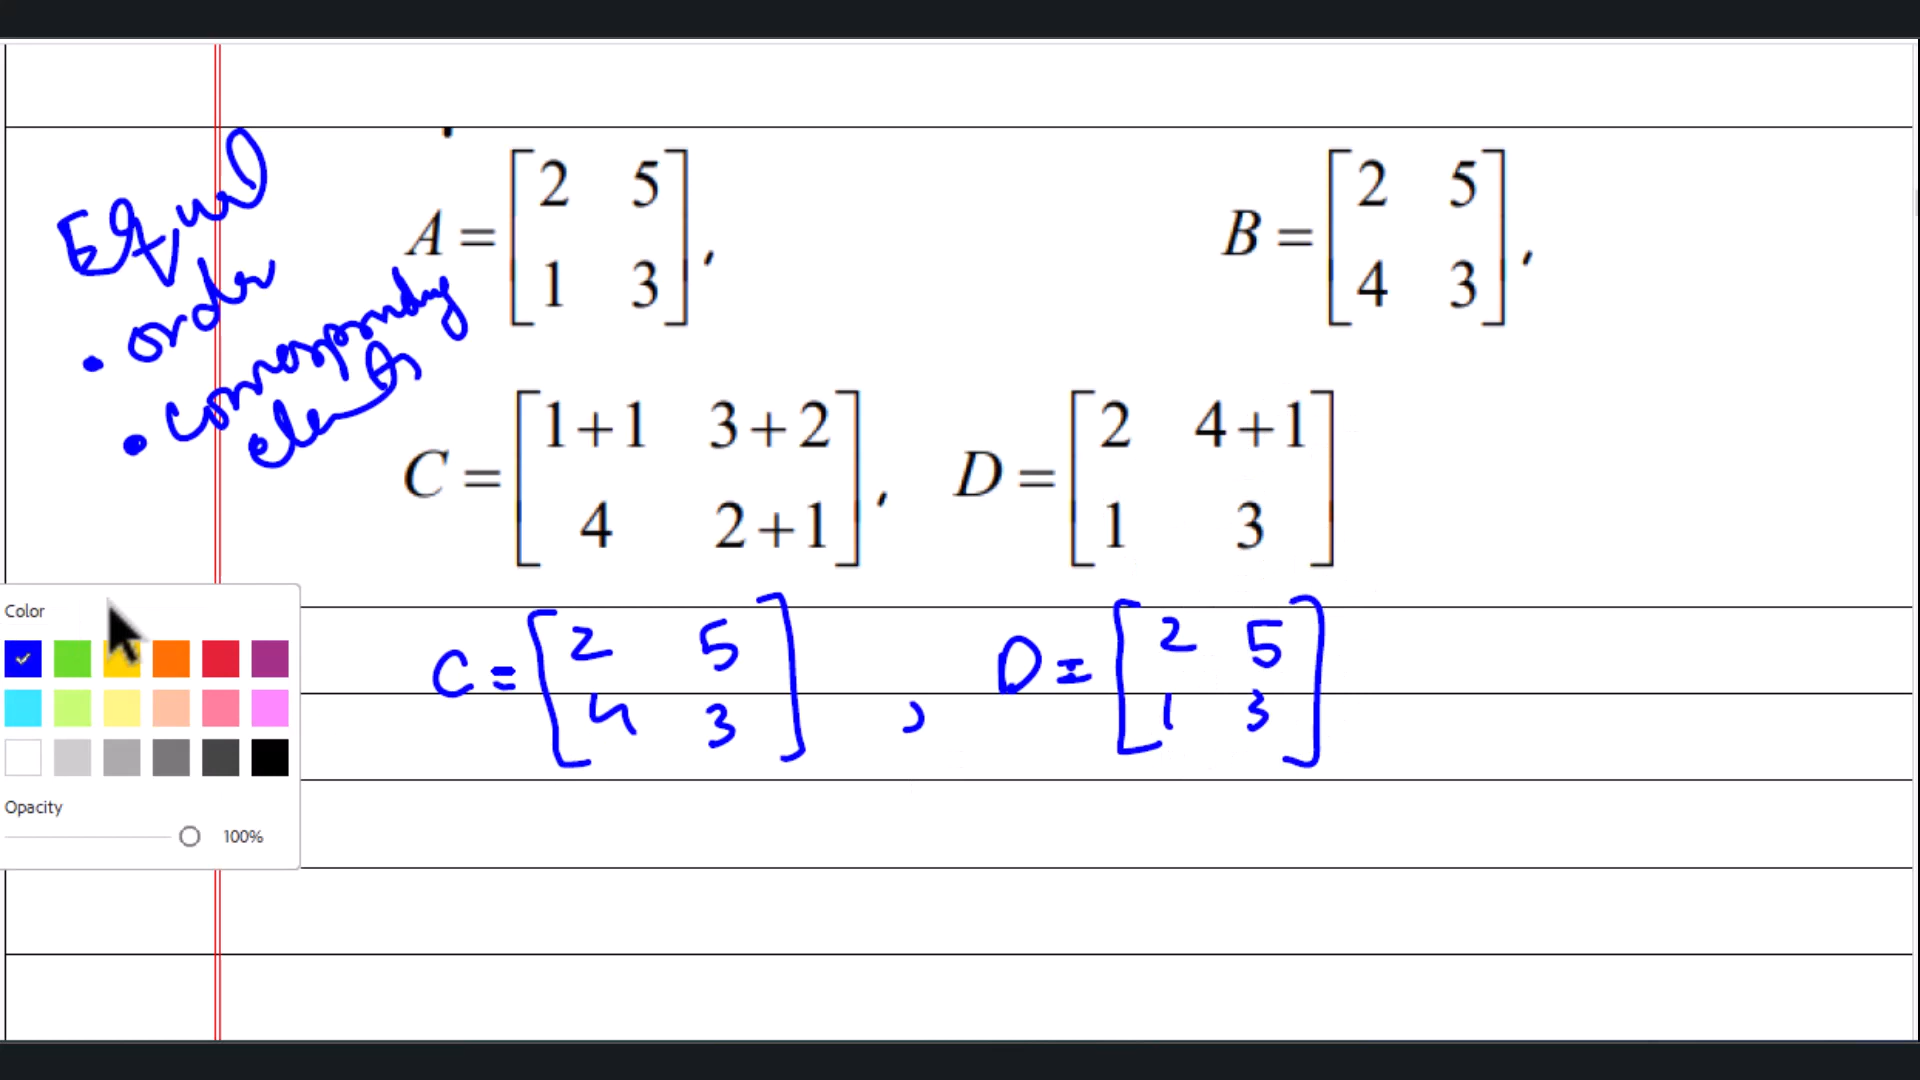 Equal
• order
• corresponding
elements
A = [2 5
1 3],
B = [2 5
4 3],
C = [1+1 3+2
4 2+1],
D = [2 4+1
1 3]
C = [2 5
4 3]
,
D = [2 5
1 3]
Color
Opacity
100%